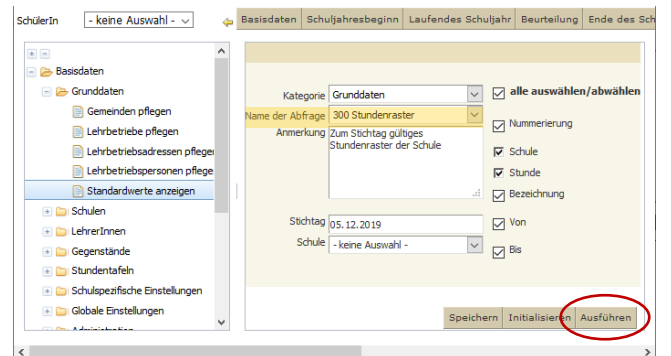 SchülerIn - keine Auswahl - Basisdaten Schuljahresbeginn Laufendes Schuljahr Beurteilung Ende des Sch
Basisdaten
Grunddaten
Gemeinden pflegen
Lehrbetriebe pflegen
Lehrbetriebsadressen pflegen
Lehrbetriebspersonen pflege
Standardwerte anzeigen
Schulen
LehrerInnen
Gegenstände
Stundentafeln
Schulspezifische Einstellungen
Globale Einstellungen
Administration
Kategorie Grunddaten
Name der Abfrage 300 Stundenraster
Anmerkung Zum Stichtag gültiges
Stundenraster der Schule
Stichtag 05.12.2019
Schule - keine Auswahl -
alle auswählen/abwählen
Nummerierung
Schule
Stunde
Bezeichnung
Von
Bis
Speichern Initialisieren Ausführen